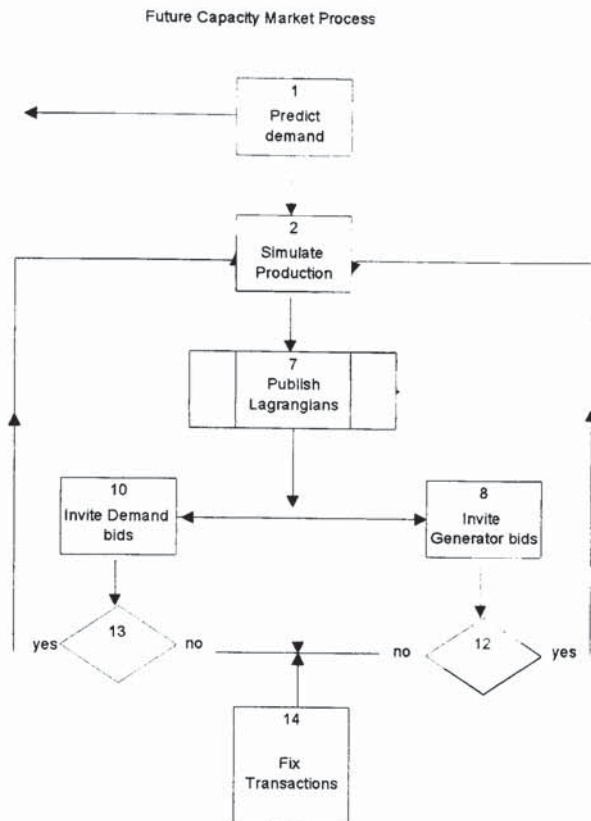 Future Capacity Market Process
1
Predict
demand
2
Simulate
Production
7
Publish
Lagrangians
10
Invite Demand
bids
8
Invite
Generator bids
yes
13
no
no
12
yes
14
Fix
Transactions